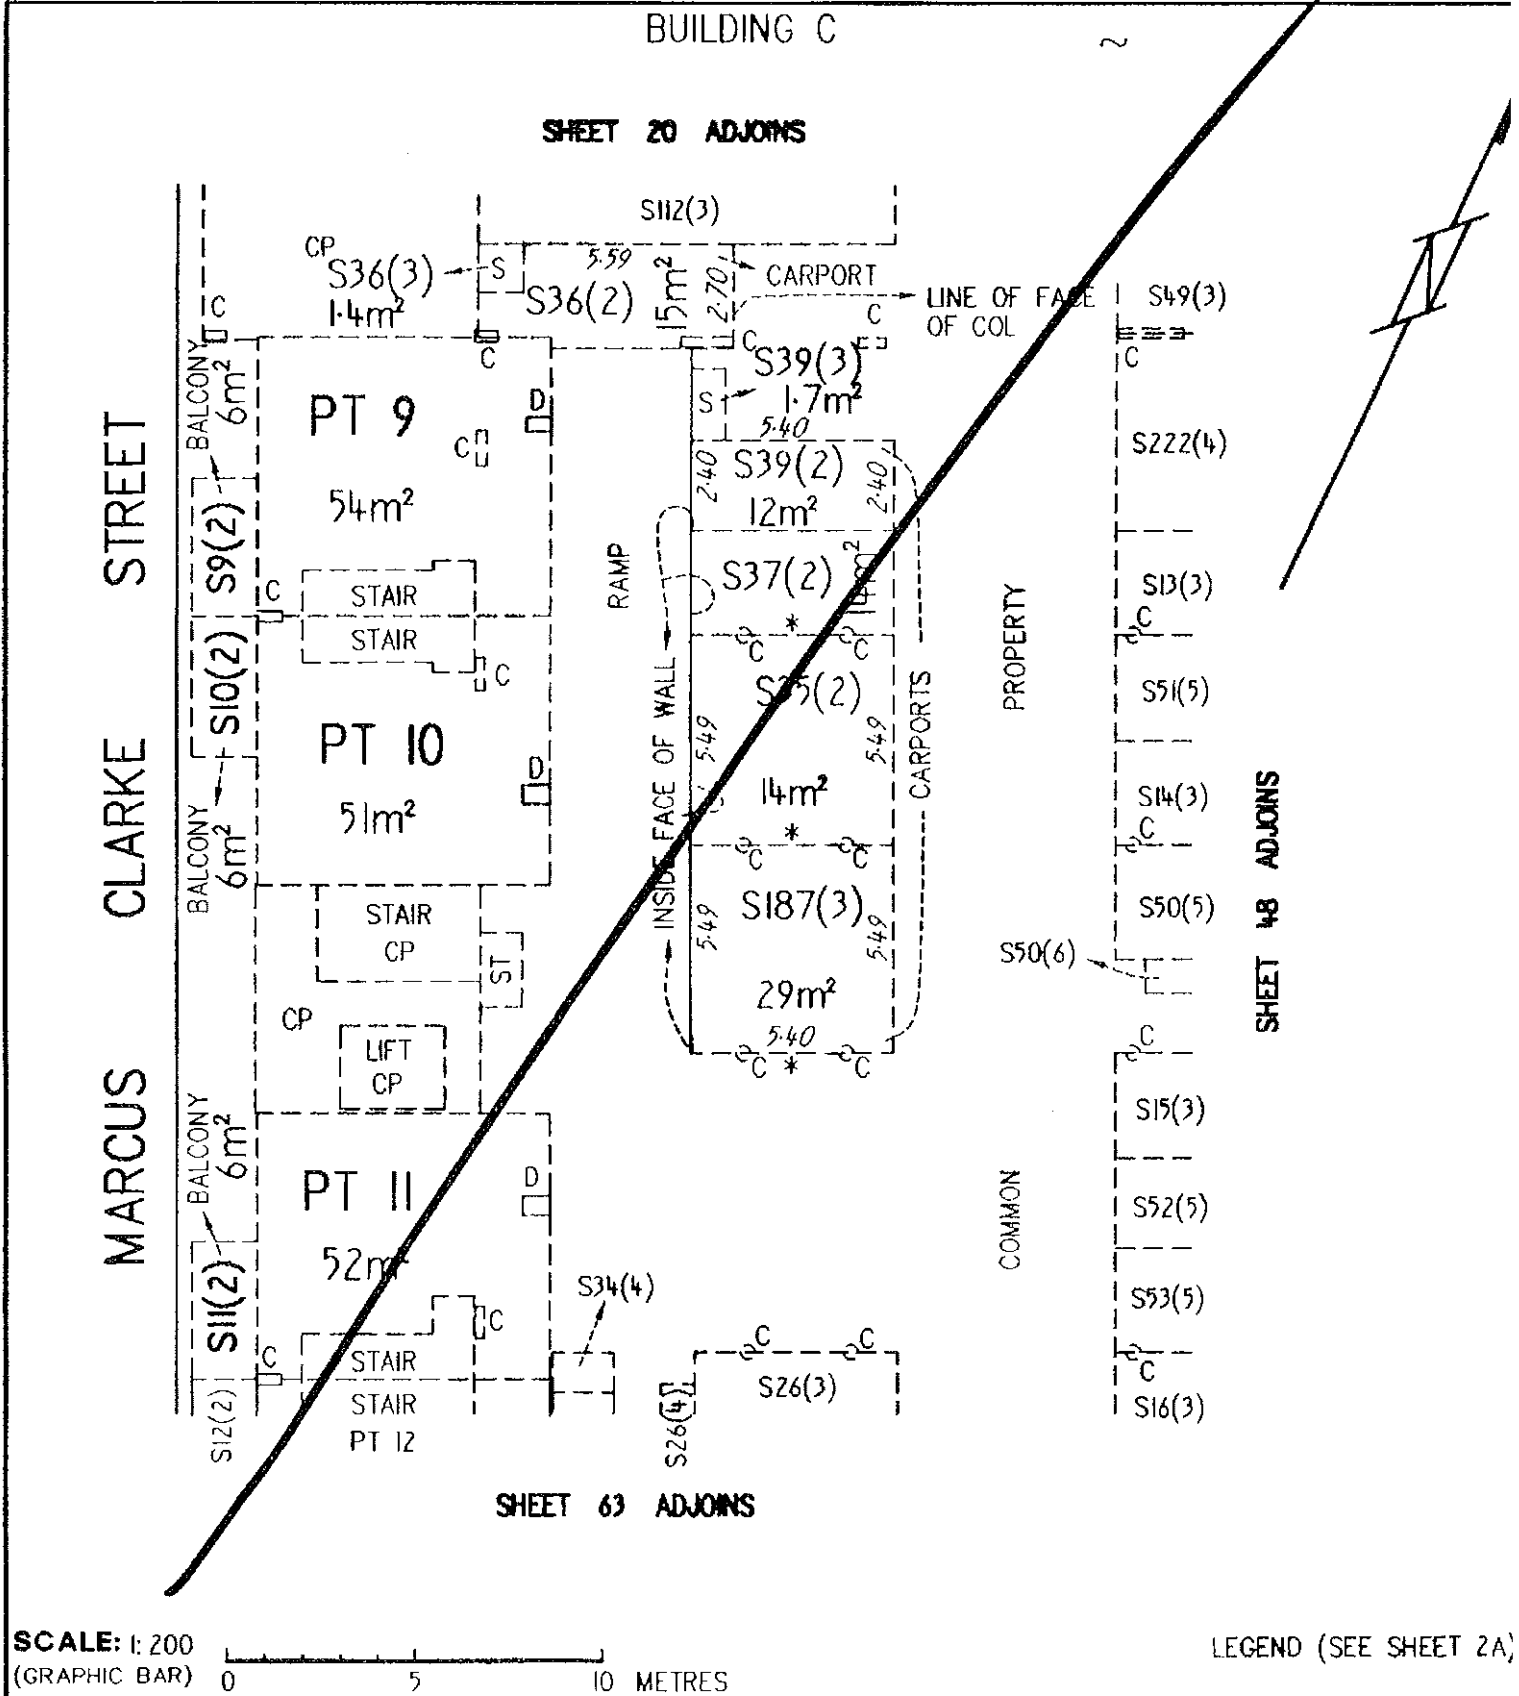 BUILDING C
SHEET 20 ADJOINS
S112(3)
CP
S36(3)
1.4m²
S
5.59
S36(2)
15m²
2.70
CARPORT
LINE OF FACE
OF COL
S49(3)
C
C
C
C
C
BALCONY
6m²
PT 9
54m²
D
C
S39(3)
1.7m²
S
5.40
S39(2)
12m²
2.40
2.40
S222(4)
S9(2)
STAIR
STAIR
C
RAMP
S37(2)
14m²
*
C
C
PROPERTY
S13(3)
C
S10(2)
C
PT 10
51m²
D
BALCONY
6m²
INSIDE FACE OF WALL
S35(2)
5.49
5.49
14m²
*
C
C
CARPORTS
S51(5)
S14(3)
C
SHEET 48 ADJOINS
MARCUS CLARKE STREET
STAIR
CP
ST
CP
LIFT
CP
S187(3)
5.49
5.49
29m²
5.40
C
*
C
S50(5)
S50(6)
C
S15(3)
BALCONY
6m²
PT 11
52m²
D
COMMON
S52(5)
S11(2)
S34(4)
S53(5)
C
C
STAIR
STAIR
PT 12
S12(2)
S26(4)
C
C
S26(3)
C
S16(3)
SHEET 63 ADJOINS
SCALE: 1:200
(GRAPHIC BAR)
0 5 10 METRES
LEGEND (SEE SHEET 2A)